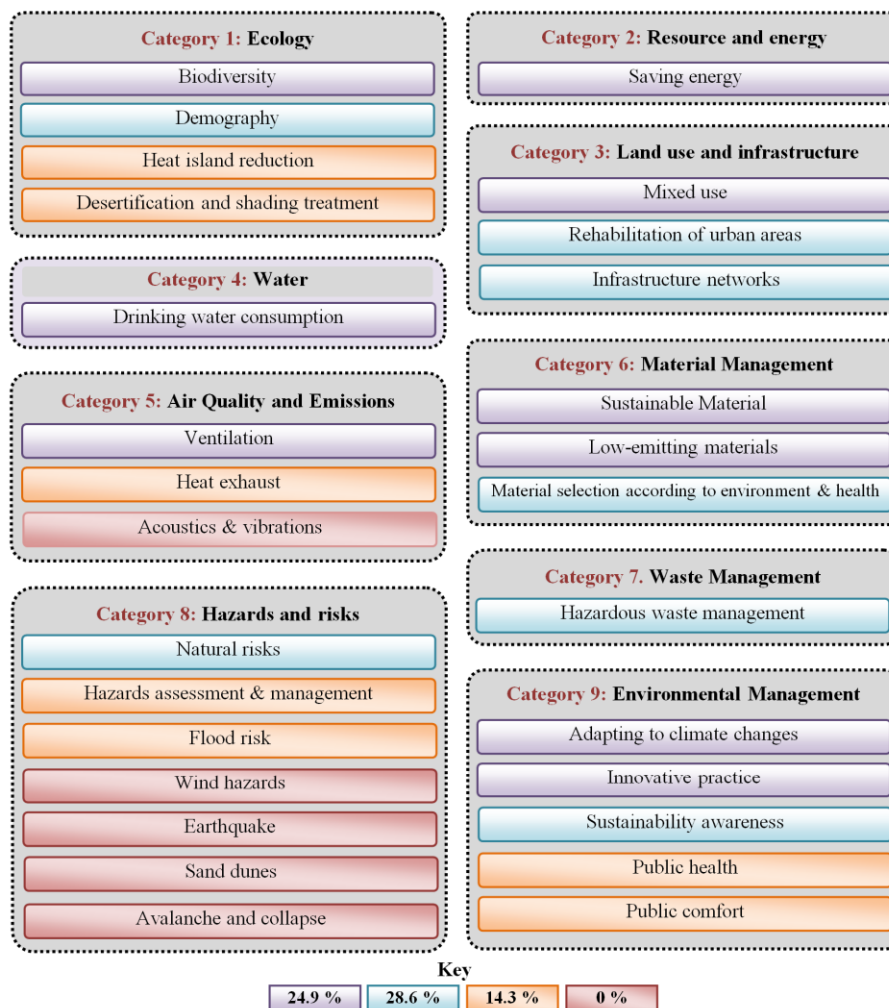 Category 1: Ecology
Biodiversity
Demography
Heat island reduction
Desertification and shading treatment
Category 2: Resource and energy
Saving energy
Category 3: Land use and infrastructure
Mixed use
Rehabilitation of urban areas
Infrastructure networks
Category 4: Water
Drinking water consumption
Category 5: Air Quality and Emissions
Ventilation
Heat exhaust
Acoustics & vibrations
Category 6: Material Management
Sustainable Material
Low-emitting materials
Material selection according to environment & health
Category 7. Waste Management
Hazardous waste management
Category 8: Hazards and risks
Natural risks
Hazards assessment & management
Flood risk
Wind hazards
Earthquake
Sand dunes
Avalanche and collapse
Category 9: Environmental Management
Adapting to climate changes
Innovative practice
Sustainability awareness
Public health
Public comfort
Key
24.9 % 28.6 % 14.3 % 0 %